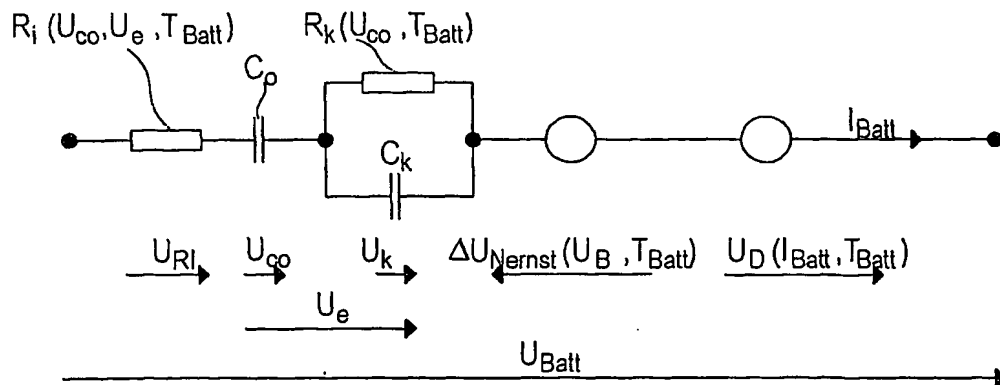 Ri (Uco,Ue,TBatt)
Rk(Uco,TBatt)
Co
Ck
IBatt
URI
Uco
Uk
ΔUNernst(UB,TBatt)
UD(IBatt,TBatt)
Ue
UBatt